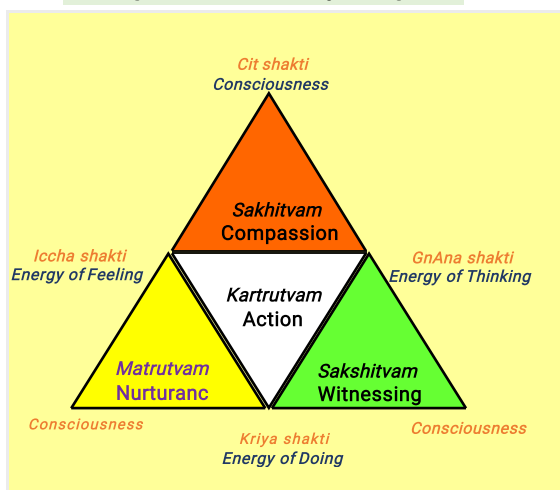 Cit shakti
Consciousness
Sakhitvam
Compassion
Iccha shakti
Energy of Feeling
GnAna shakti
Energy of Thinking
Kartrutvam
Action
Matrutvam
Nurturanc
Sakshitvam
Witnessing
Consciousness
Kriya shakti
Energy of Doing
Consciousness